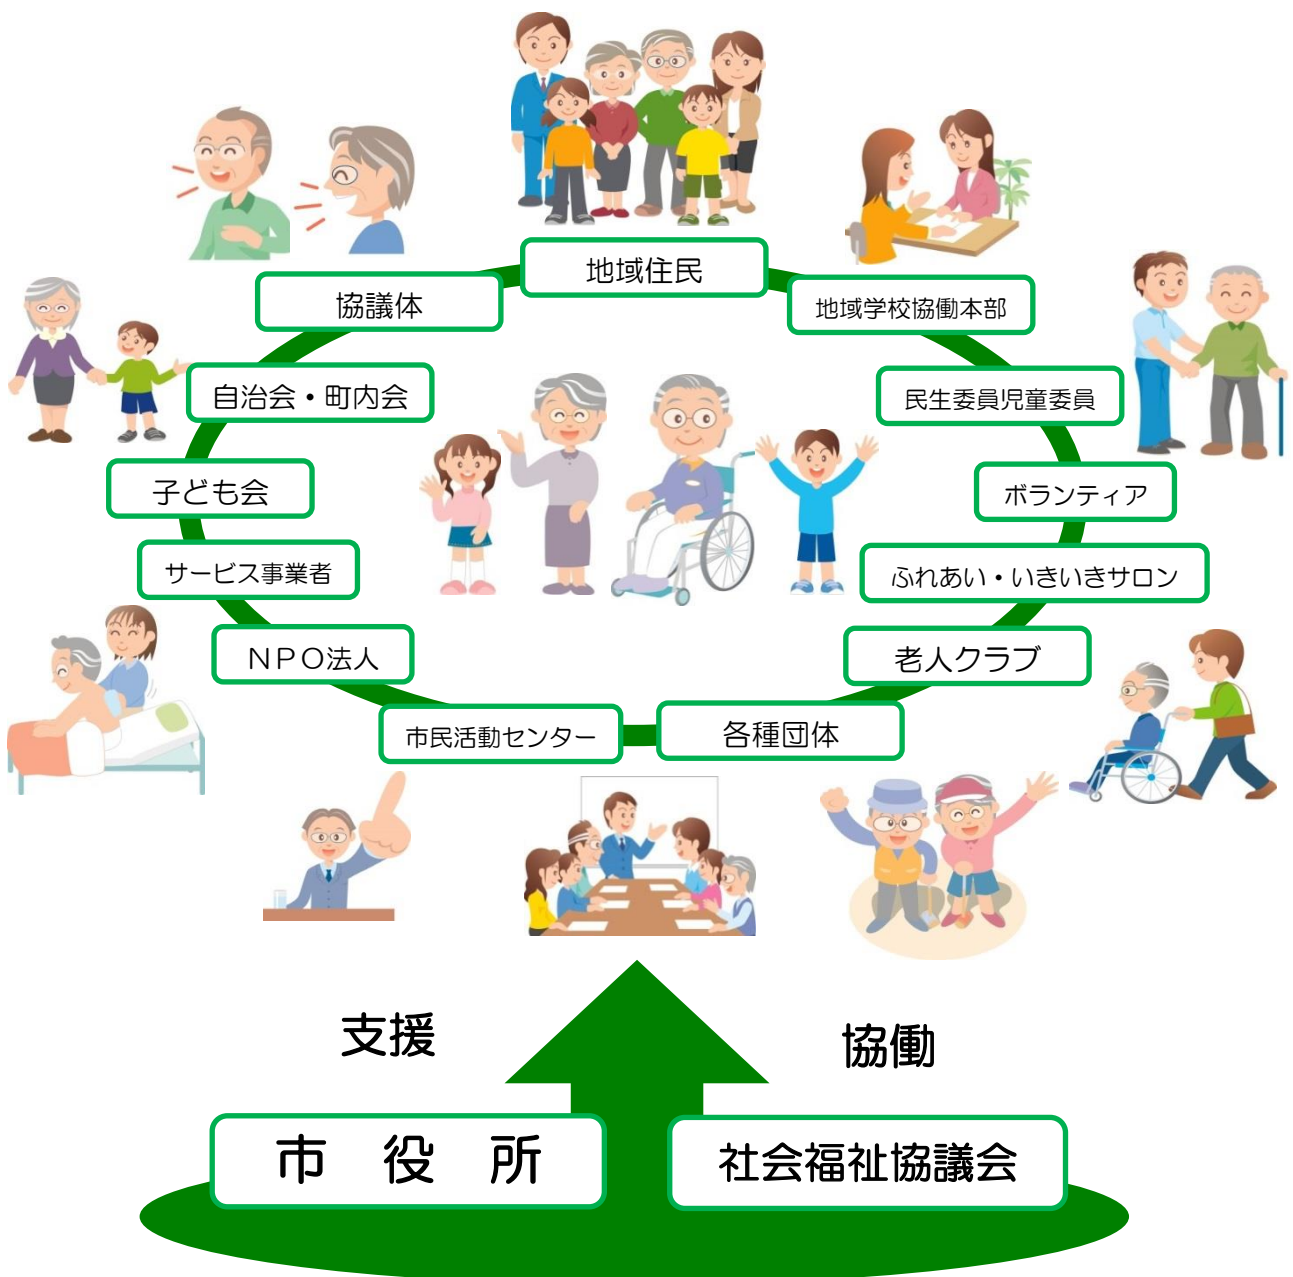 地域住民
協議体
地域学校協働本部
自治会・町内会
民生委員児童委員
子ども会
ボランティア
サービス事業者
ふれあい・いきいきサロン
ＮＰＯ法人
老人クラブ
市民活動センター
各種団体
支援
協働
市　役　所
社会福祉協議会